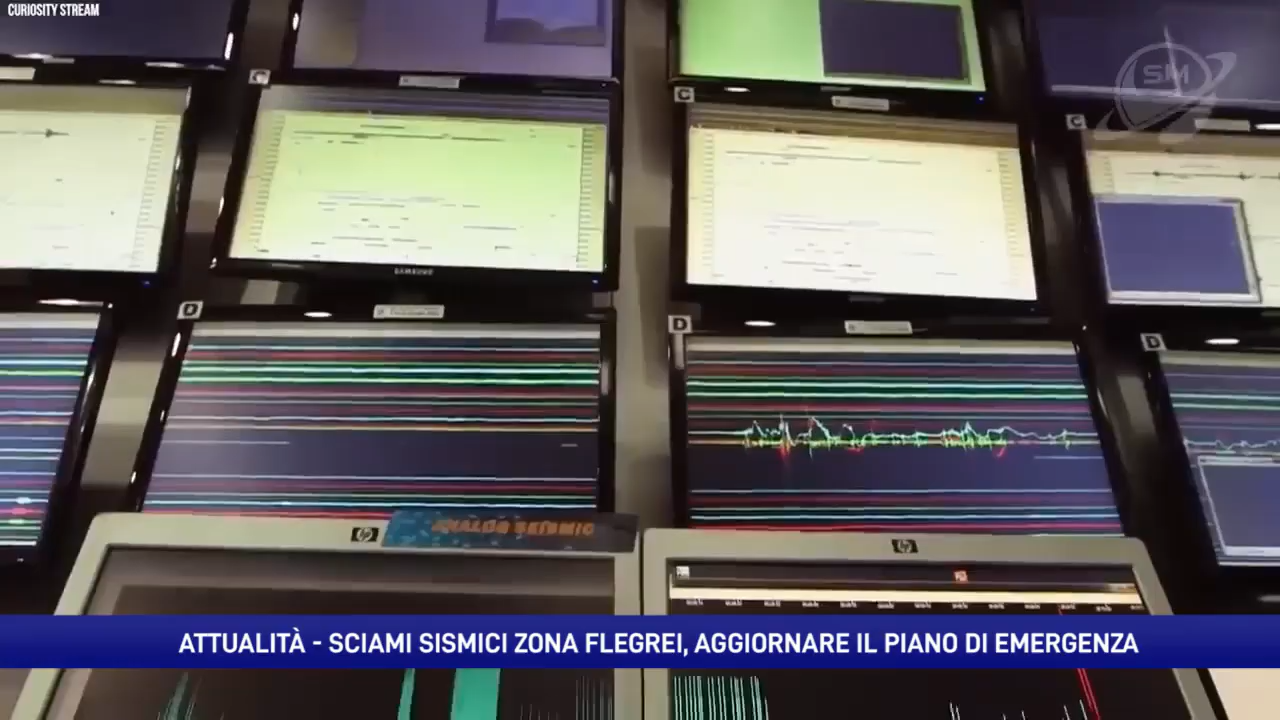 CURIOSITY STREAM
SM
C
C
C
SAMSUNG
D
D
D
hp
ANALOG SEISMIC
hp
ATTUALITÀ - SCIAMI SISMICI ZONA FLEGREI, AGGIORNARE IL PIANO DI EMERGENZA